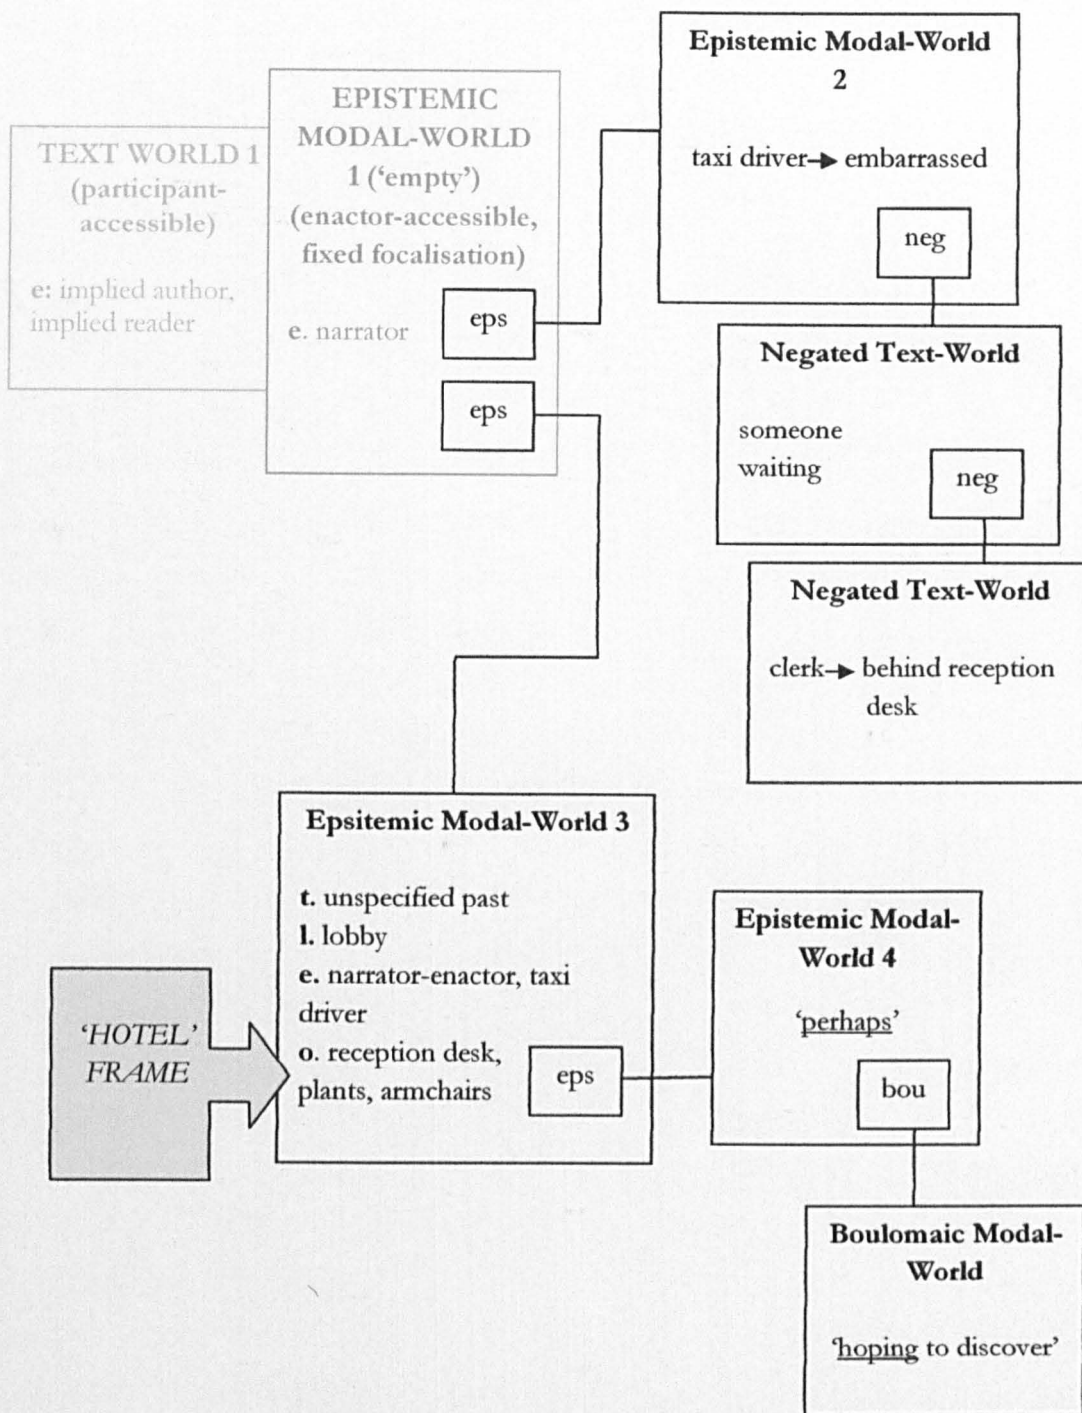 TEXT WORLD 1
(participant-
accessible)
e: implied author,
implied reader
EPISTEMIC
MODAL-WORLD
1 (‘empty’)
(enactor-accessible,
fixed focalisation)
e. narrator
eps
eps
Epistemic Modal-World
2
taxi driver→ embarrassed
neg
Negated Text-World
someone
waiting
neg
Negated Text-World
clerk→ behind reception
desk
Epsitemic Modal-World 3
t. unspecified past
l. lobby
e. narrator-enactor, taxi
driver
o. reception desk,
plants, armchairs
eps
‘HOTEL’
FRAME
Epistemic Modal-
World 4
‘perhaps’
bou
Boulomaic Modal-
World
‘hoping to discover’